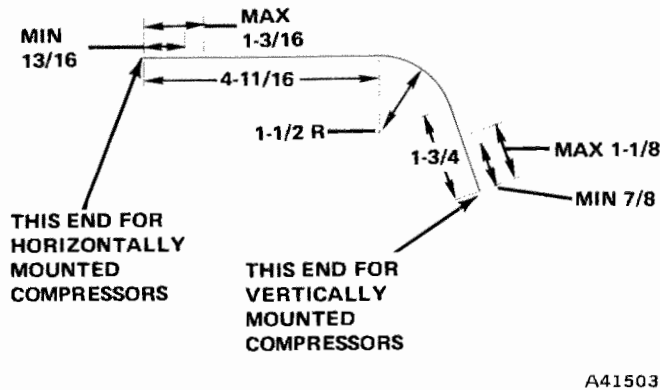 MAX
1-3/16
MIN
13/16
4-11/16
1-1/2 R
1-3/4
MAX 1-1/8
MIN 7/8
THIS END FOR
HORIZONTALLY
MOUNTED
COMPRESSORS
THIS END FOR
VERTICALLY
MOUNTED
COMPRESSORS
A41503